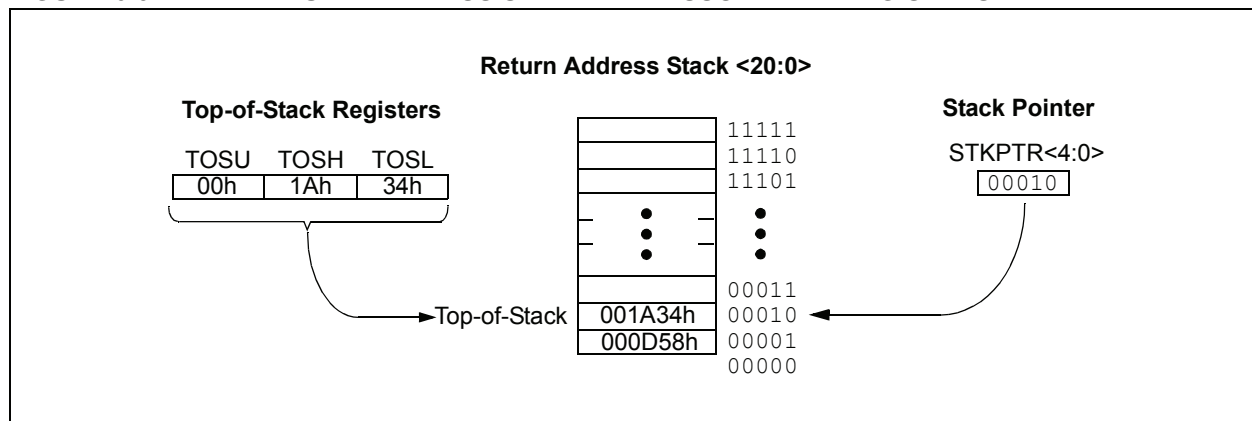 Return Address Stack <20:0>
Top-of-Stack Registers
Stack Pointer
TOSU TOSH TOSL
STKPTR<4:0>
00h 1Ah 34h
00010
11111
11110
11101
00011
Top-of-Stack 001A34h 00010
000D58h 00001
00000